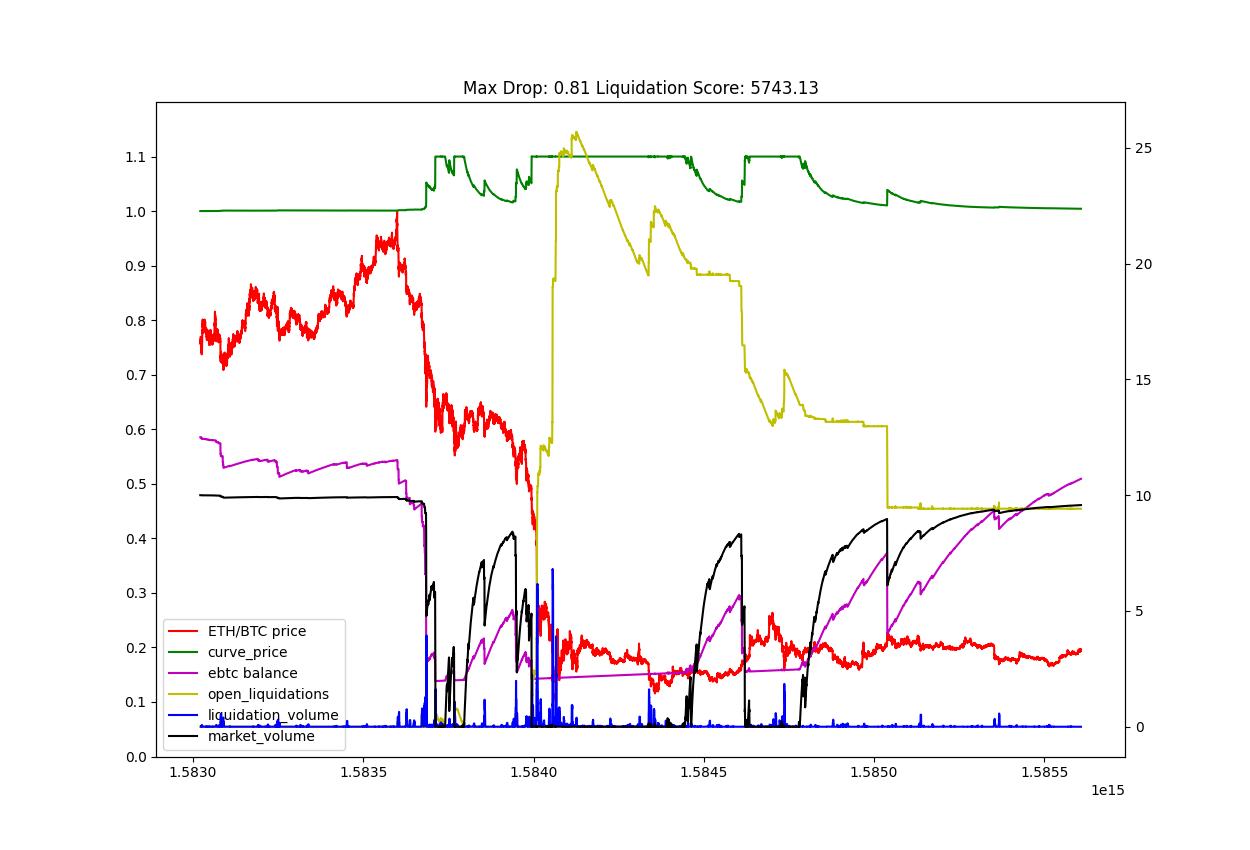 Max Drop: 0.81 Liquidation Score: 5743.13
1.1
1.0
0.9
0.8
0.7
0.6
0.5
0.4
0.3
0.2
0.1
0.0
25
20
15
10
5
0
ETH/BTC price
curve_price
ebtc balance
open_liquidations
liquidation_volume
market_volume
1.5830 1.5835 1.5840 1.5845 1.5850 1.5855
1e15